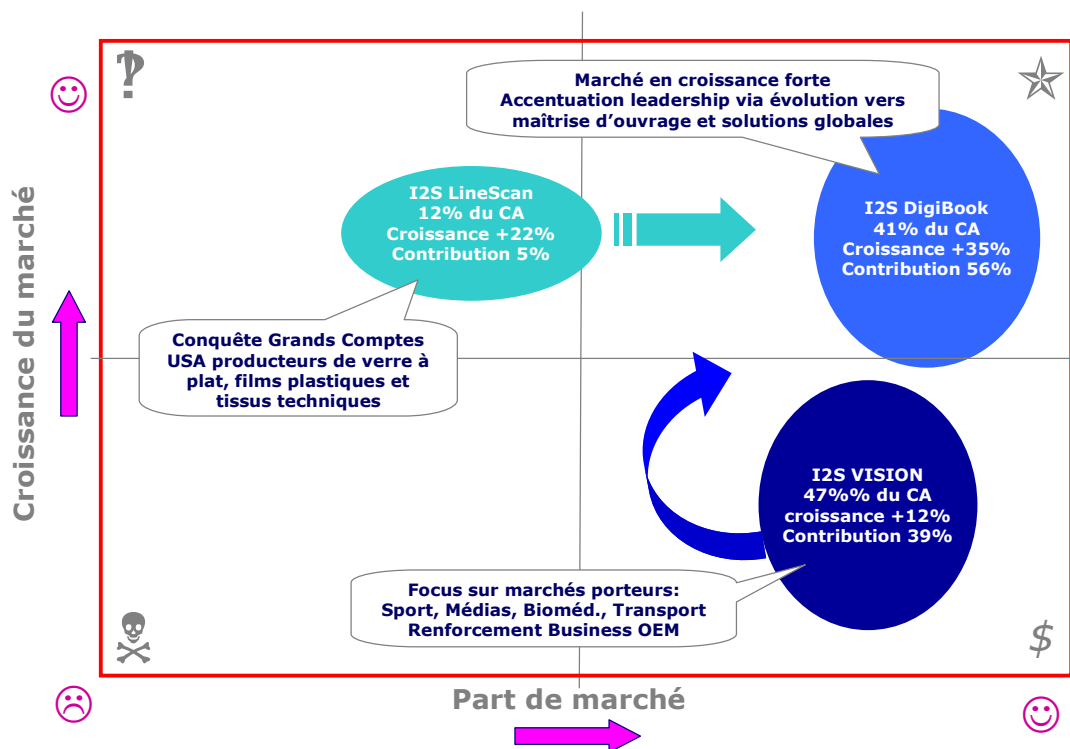 ‽
Marché en croissance forte
Accentuation leadership via évolution vers
maîtrise d’ouvrage et solutions globales
I2S LineScan
12% du CA
Croissance +22%
Contribution 5%
I2S DigiBook
41% du CA
Croissance +35%
Contribution 56%
Croissance du marché
Conquête Grands Comptes
USA producteurs de verre à
plat, films plastiques et
tissus techniques
I2S VISION
47%% du CA
croissance +12%
Contribution 39%
Focus sur marchés porteurs:
Sport, Médias, Bioméd., Transport
Renforcement Business OEM
$
Part de marché